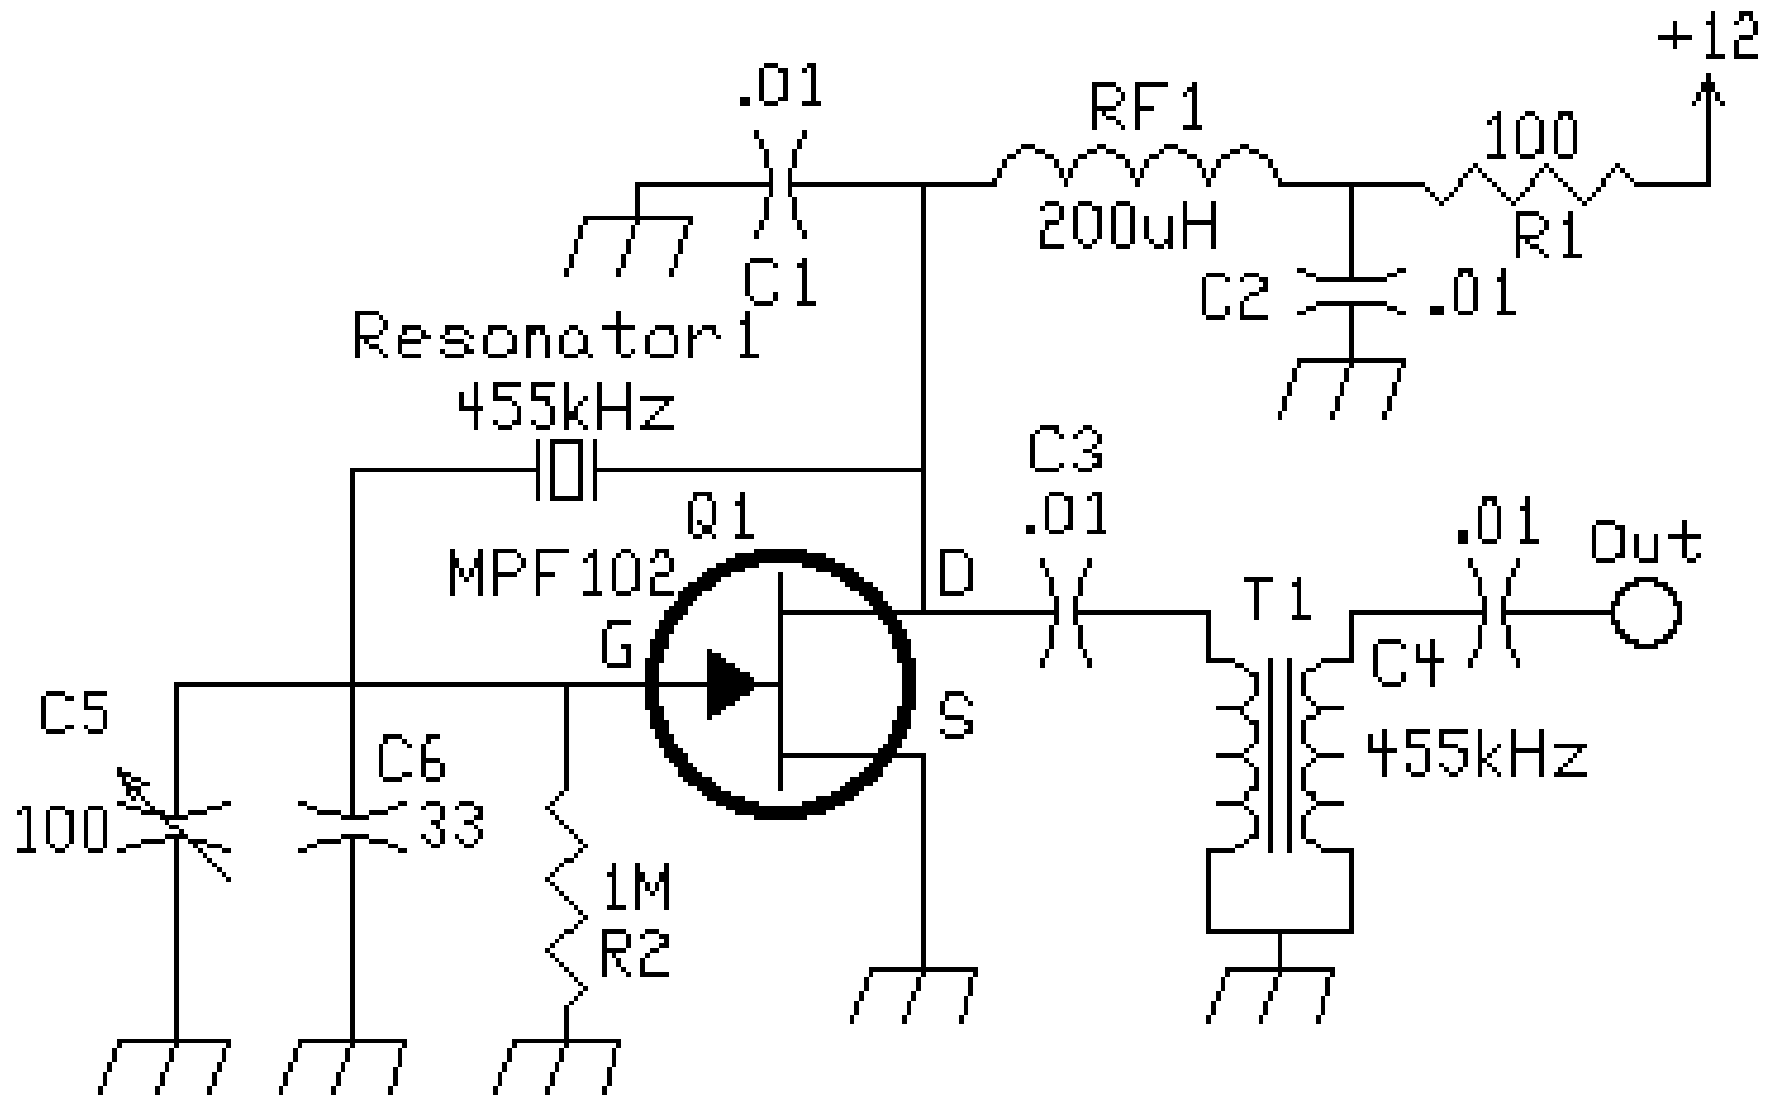 +12
.01
RF1
100
200uH
R1
C1
C2
.01
Resonator1
455kHz
C3
.01
Q1
MPF102
D
.01
Out
T1
G
C4
S
C5
455kHz
C6
100
33
1M
R2